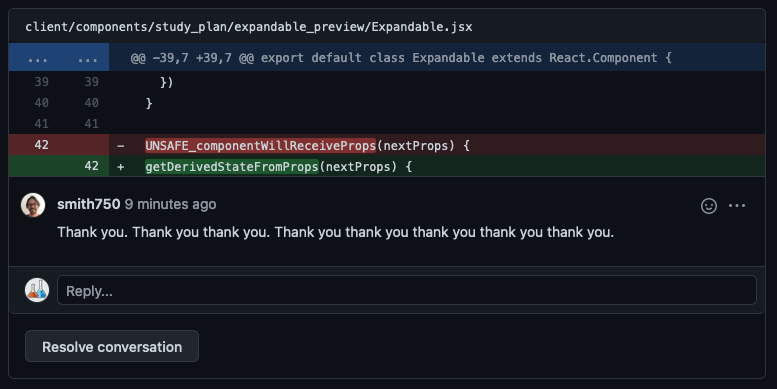 client/components/study_plan/expandable_preview/Expandable.jsx
... ... @@ -39,7 +39,7 @@ export default class Expandable extends React.Component {
39 39 })
40 40 }
41 41
42 - UNSAFE_componentWillReceiveProps(nextProps) {
42 + getDerivedStateFromProps(nextProps) {
smith750 9 minutes ago
Thank you. Thank you thank you. Thank you thank you thank you thank you thank you.
Reply...
Resolve conversation